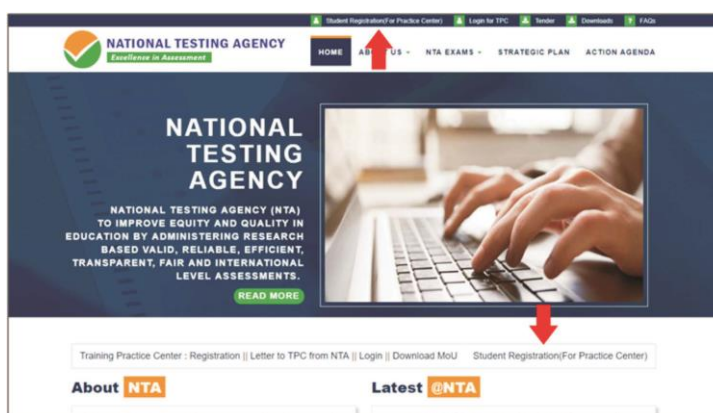 Student Registration(For Practice Center) Login for TPC Tender Downloads ? FAQs
NATIONAL TESTING AGENCY
Excellence in Assessment
HOME ABOUT US NTA EXAMS STRATEGIC PLAN ACTION AGENDA
NATIONAL
TESTING
AGENCY
NATIONAL TESTING AGENCY (NTA)
TO IMPROVE EQUITY AND QUALITY IN
EDUCATION BY ADMINISTERING RESEARCH
BASED VALID, RELIABLE, EFFICIENT,
TRANSPARENT, FAIR AND INTERNATIONAL
LEVEL ASSESSMENTS.
READ MORE
Training Practice Center : Registration || Letter to TPC from NTA || Login || Download MoU Student Registration(For Practice Center)
About NTA
Latest @NTA